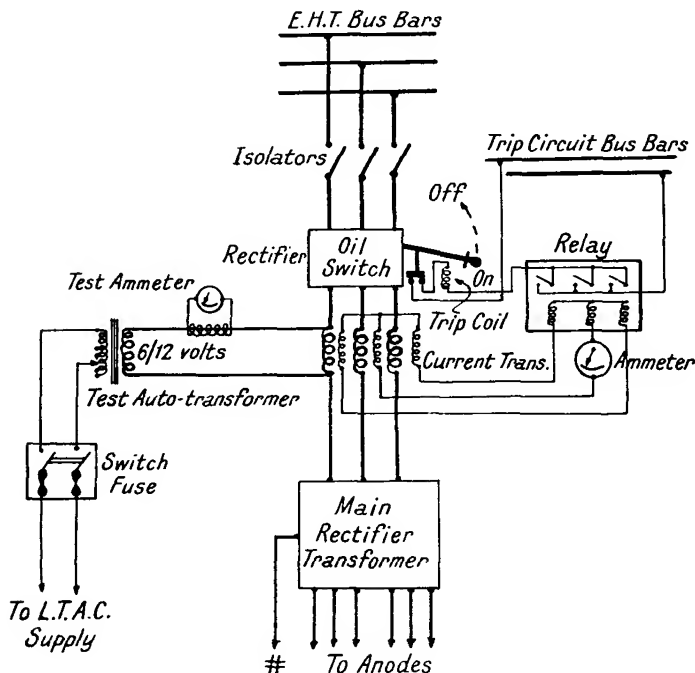 E.H.T. Bus Bars
Isolators
Trip Circuit Bus Bars
Off
Rectifier
Oil
Switch
On
Relay
Trip Coil
Test Ammeter
6/12 volts
Current Trans.
Ammeter
Test Auto-transformer
Switch
Fuse
Main
Rectifier
Transformer
To L.T.A.C.
Supply
#
To Anodes